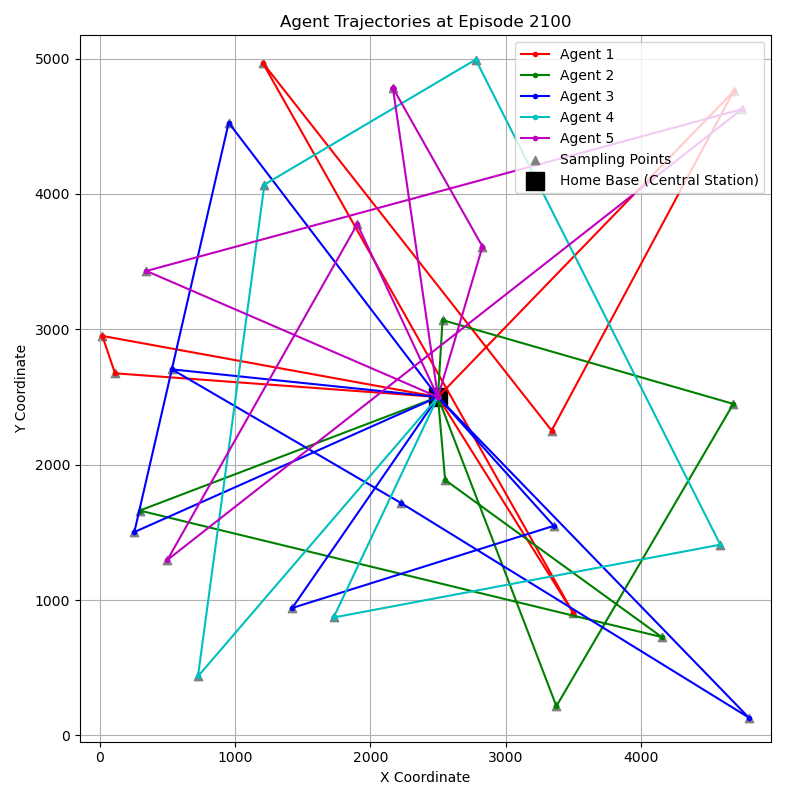 Agent Trajectories at Episode 2100
Agent 1
Agent 2
Agent 3
Agent 4
Agent 5
Sampling Points
Home Base (Central Station)
5000
4000
3000
2000
1000
0
Y Coordinate
0 1000 2000 3000 4000
X Coordinate